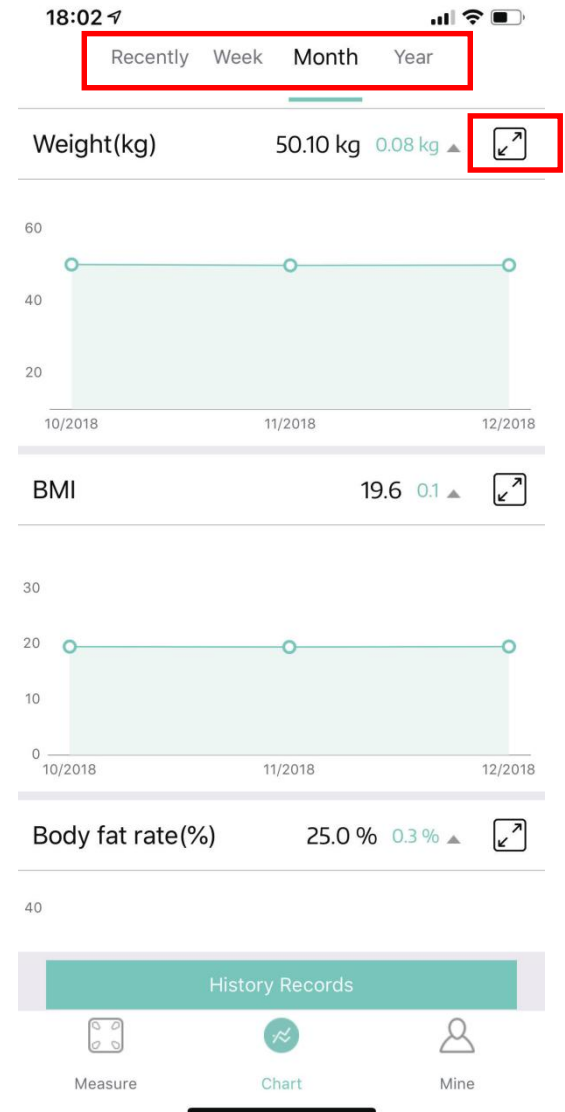 18:02
Recently Week Month Year
Weight(kg) 50.10 kg 0.08 kg
60
40
20
10/2018 11/2018 12/2018
BMI 19.6 0.1
30
20
10
0
10/2018 11/2018 12/2018
Body fat rate(%) 25.0 % 0.3 %
40
History Records
Measure Chart Mine